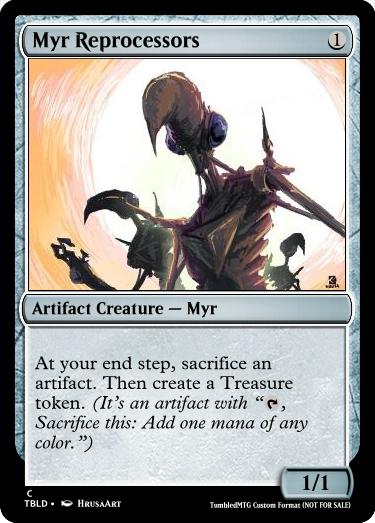 Myr Reprocessors 1
Artifact Creature — Myr
At your end step, sacrifice an
artifact. Then create a Treasure
token. (It's an artifact with “,
Sacrifice this: Add one mana of any
color.”)
1/1
C
TBLD • HRUSAART
TumbledMTG Custom Format (NOT FOR SALE)